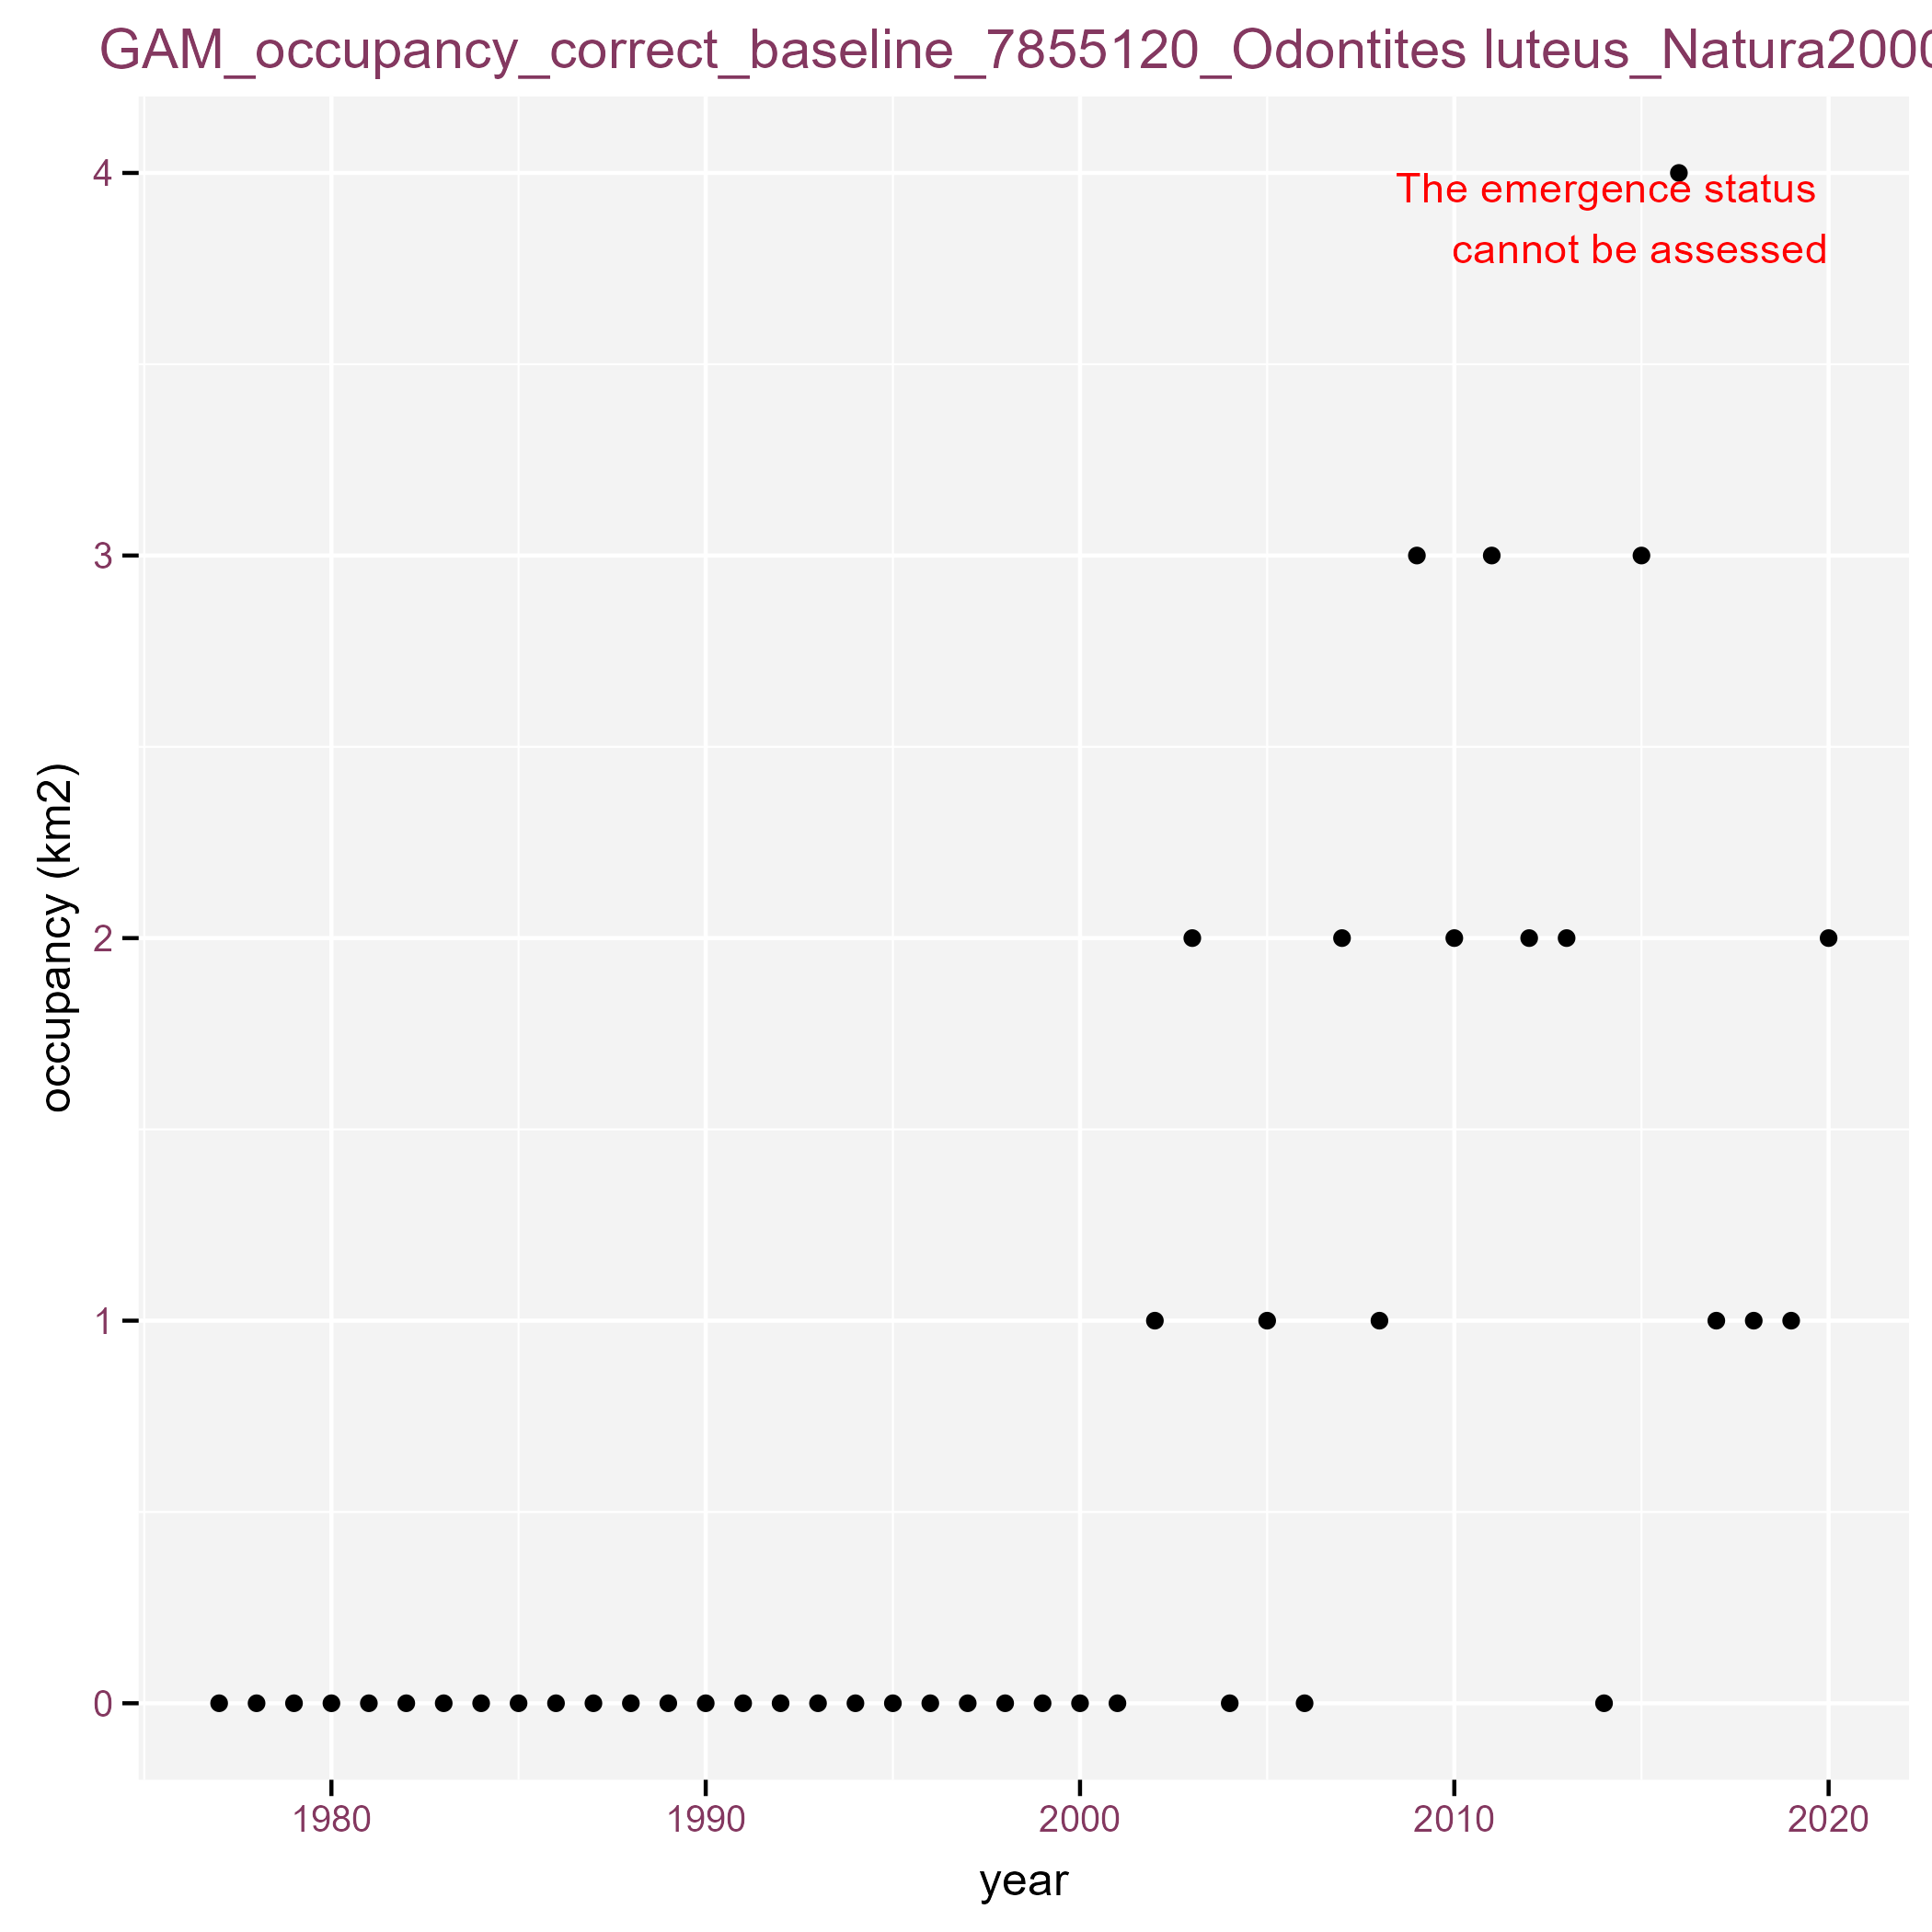 GAM_occupancy_correct_baseline_7855120_Odontites luteus_Natura2000
4
The emergence status
cannot be assessed
3
2
1
0
occupancy (km2)
1980 1990 2000 2010 2020
year